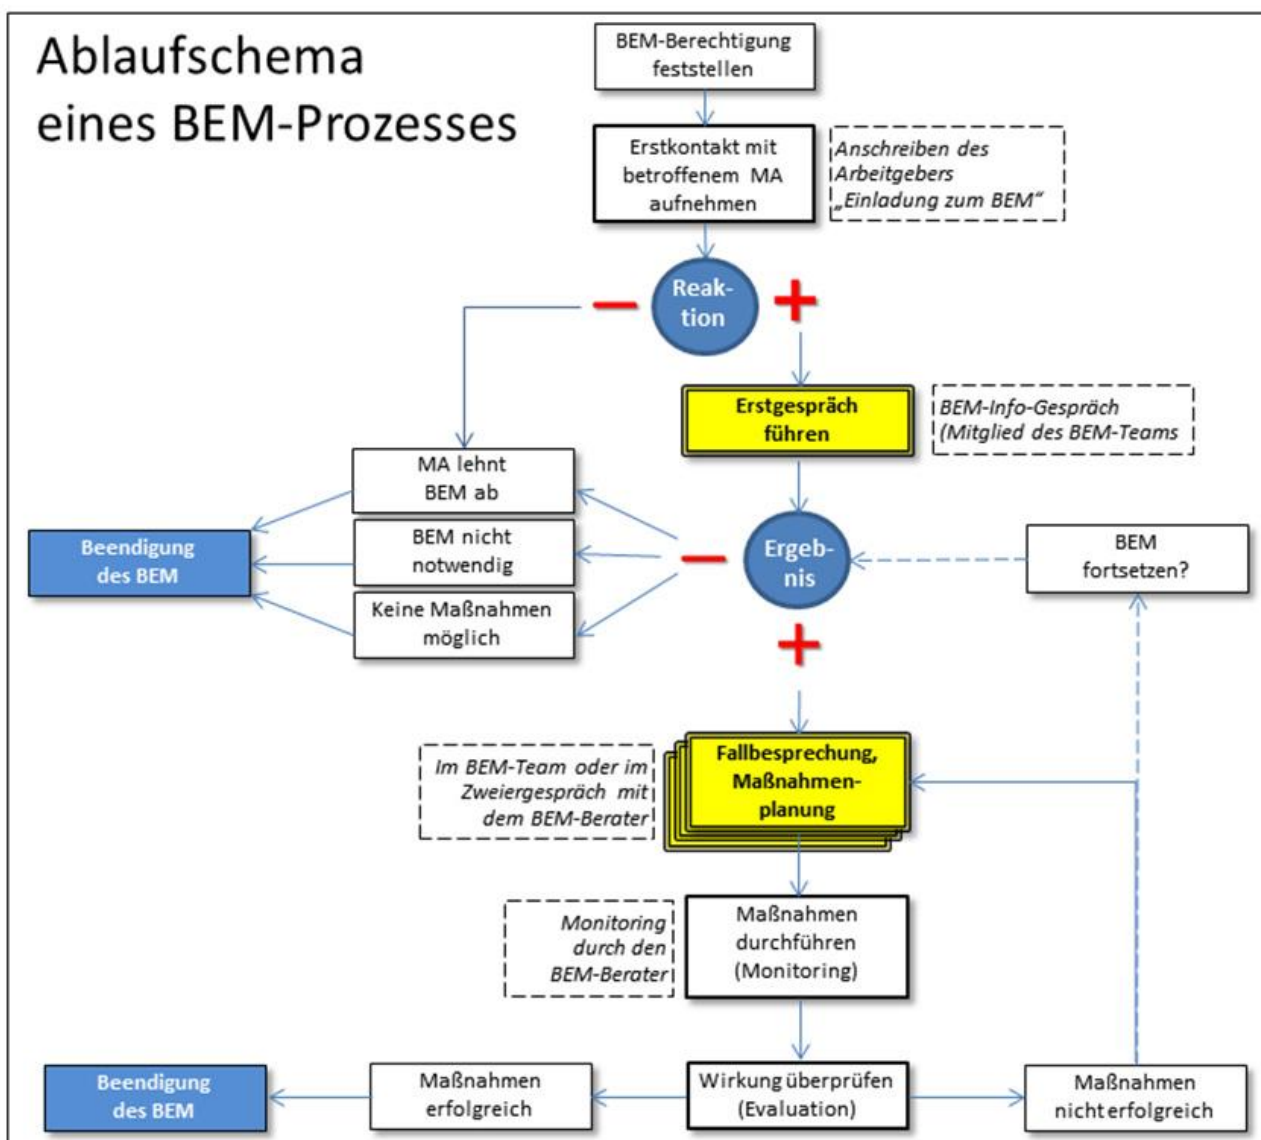 Ablaufschema
eines BEM-Prozesses
BEM-Berechtigung
feststellen
Erstkontakt mit
betroffenem MA
aufnehmen
Anschreiben des
Arbeitgebers
„Einladung zum BEM“
Reak-
tion
Erstgespräch
führen
BEM-Info-Gespräch
(Mitglied des BEM-Teams
MA lehnt
BEM ab
BEM nicht
notwendig
Keine Maßnahmen
möglich
Beendigung
des BEM
Ergeb-
nis
BEM
fortsetzen?
Im BEM-Team oder im
Zweiergespräch mit
dem BEM-Berater
Fallbesprechung,
Maßnahmen-
planung
Monitoring
durch den
BEM-Berater
Maßnahmen
durchführen
(Monitoring)
Beendigung
des BEM
Maßnahmen
erfolgreich
Wirkung überprüfen
(Evaluation)
Maßnahmen
nicht erfolgreich